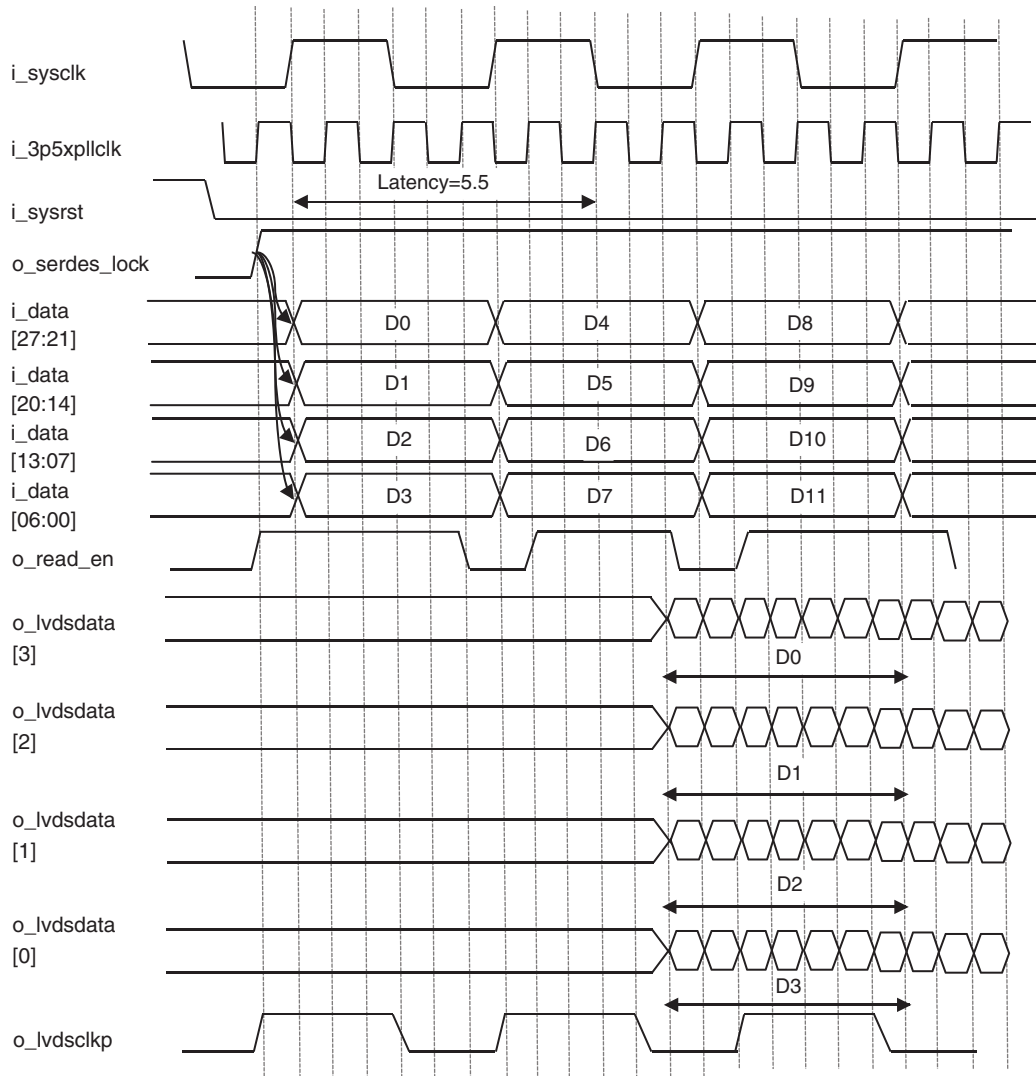 i_sysclk
i_3p5xpllclk
Latency=5.5
i_sysrst
o_serdes_lock
i_data
[27:21]
D0
D4
D8
i_data
[20:14]
D1
D5
D9
i_data
[13:07]
D2
D6
D10
i_data
[06:00]
D3
D7
D11
o_read_en
o_lvdsdata
[3]
D0
o_lvdsdata
[2]
D1
o_lvdsdata
[1]
D2
o_lvdsdata
[0]
D3
o_lvdsclkp